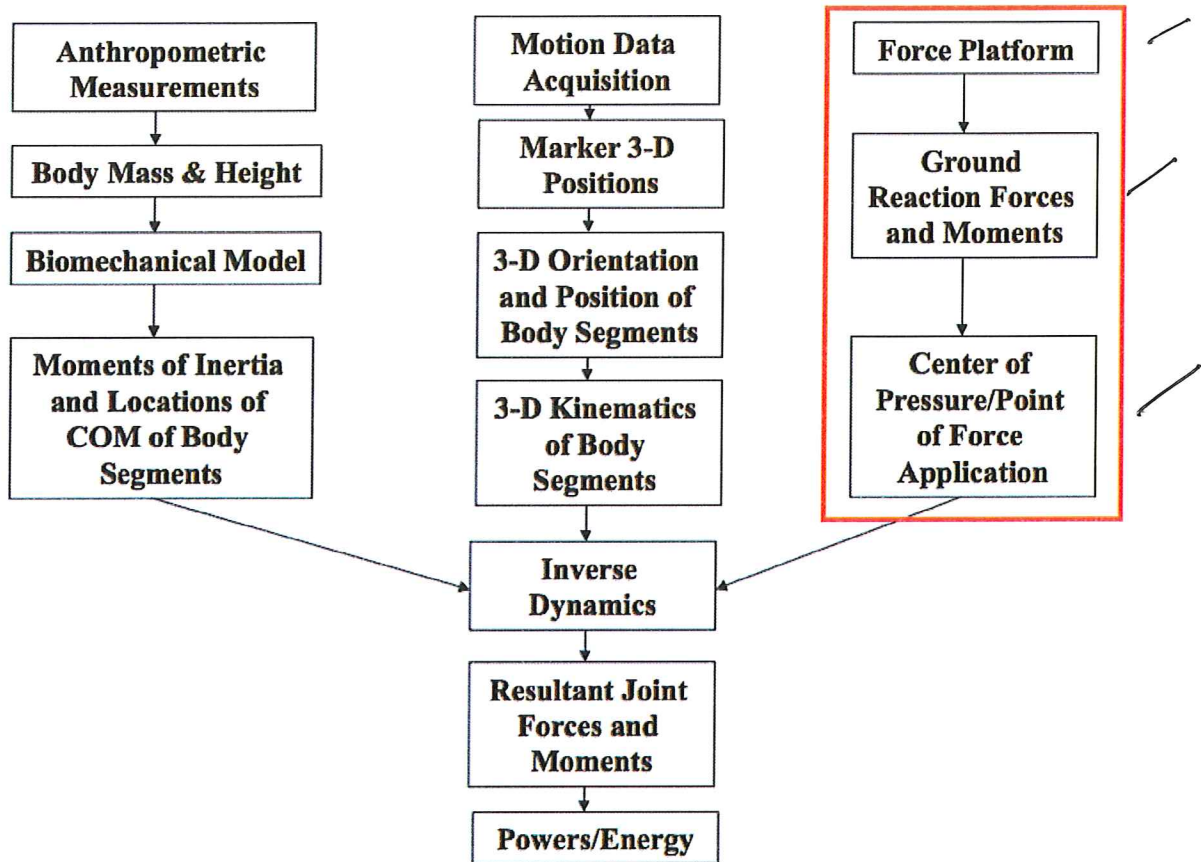 Anthropometric
Measurements
Body Mass & Height
Biomechanical Model
Moments of Inertia
and Locations of
COM of Body
Segments
Motion Data
Acquisition
Marker 3-D
Positions
3-D Orientation
and Position of
Body Segments
3-D Kinematics
of Body
Segments
Force Platform
Ground
Reaction Forces
and Moments
Center of
Pressure/Point
of Force
Application
Inverse
Dynamics
Resultant Joint
Forces and
Moments
Powers/Energy